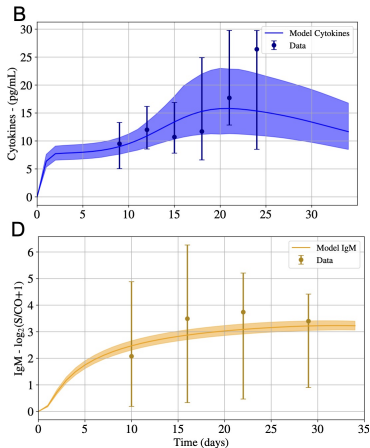 B
Cytokines - (pg/mL)
30
25
20
15
10
5
0
Model Cytokines
Data
0 5 10 15 20 25 30
D
IgM - log₂(S/CO+1)
6
5
4
3
2
1
0
Model IgM
Data
0 5 10 15 20 25 30 35
Time (days)